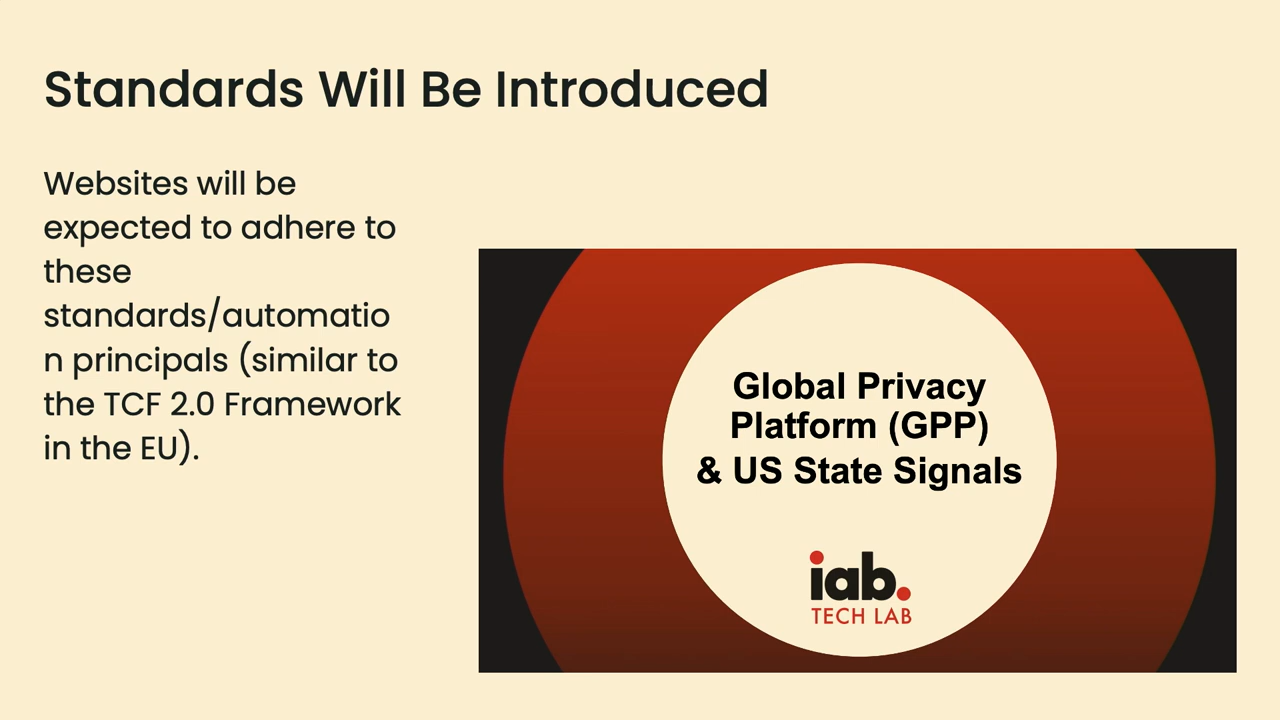 Standards Will Be Introduced
Websites will be
expected to adhere to
these
standards/automatio
n principals (similar to
the TCF 2.0 Framework
in the EU).
Global Privacy
Platform (GPP)
& US State Signals
iab.
TECH LAB